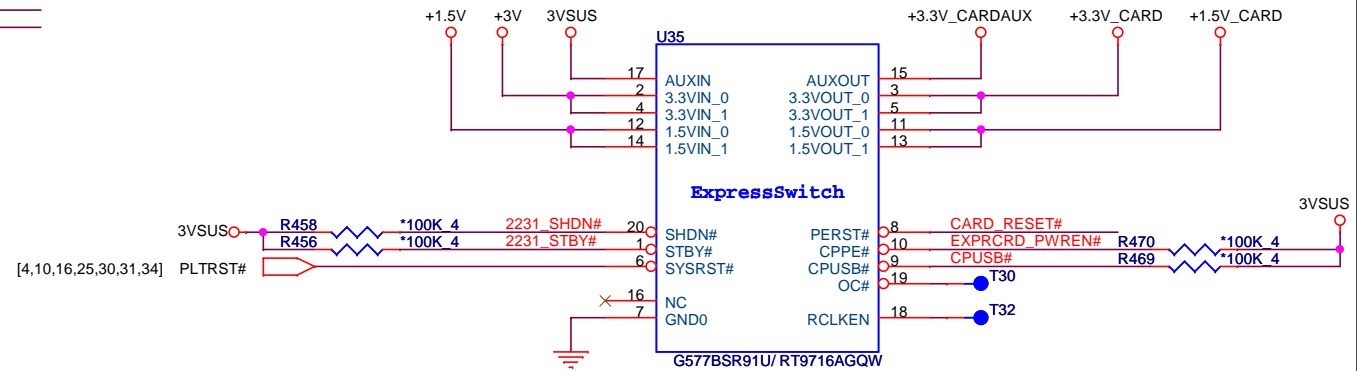 +1.5V +3V 3VSUS +3.3V_CARDAUX +3.3V_CARD +1.5V_CARD
U35
17 AUXIN AUXOUT 15
2 3.3VIN_0 3.3VOUT_0 3
4 3.3VIN_1 3.3VOUT_1 5
12 1.5VIN_0 1.5VOUT_0 11
14 1.5VIN_1 1.5VOUT_1 13
ExpressSwitch
3VSUS
3VSUS R458 *100K_4 2231_SHDN# 20 SHDN# PERST# 8 CARD_RESET#
R456 *100K_4 2231_STBY# 1 STBY# CPPE# 10 EXPRCRD_PWREN# R470 *100K_4
[4,10,16,25,30,31,34] PLTRST# 6 SYSRST# CPUSB# 9 CPUSB# R469 *100K_4
OC# 19 T30
16 NC
7 GND0 RCLKEN 18 T32
G577BSR91U/ RT9716AGQW